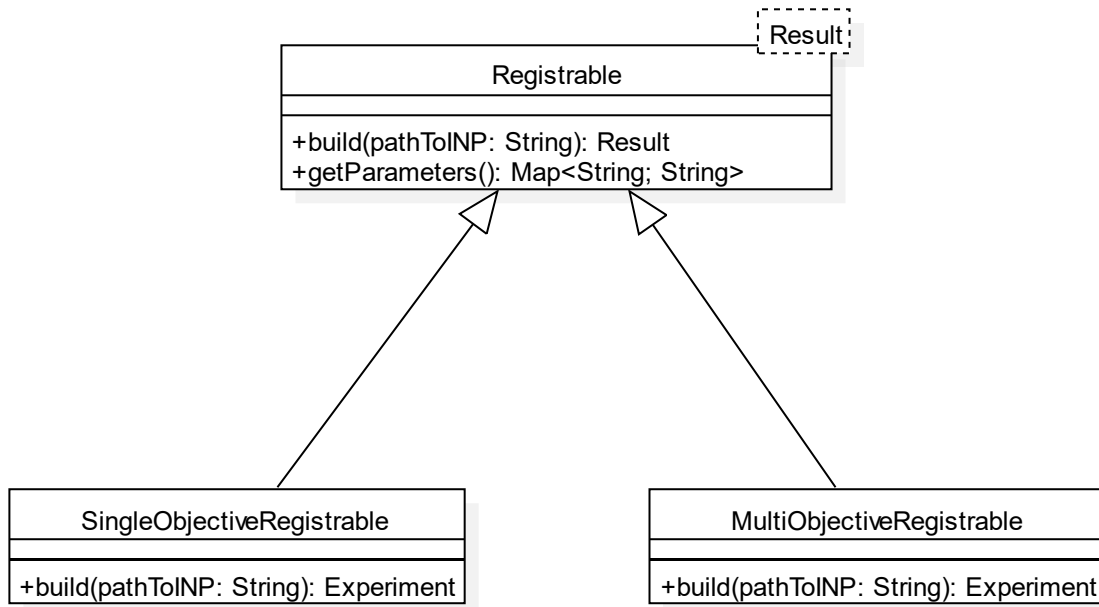 Result
Registrable
+build(pathToINP: String): Result
+getParameters(): Map<String; String>
SingleObjectiveRegistrable
MultiObjectiveRegistrable
+build(pathToINP: String): Experiment
+build(pathToINP: String): Experiment